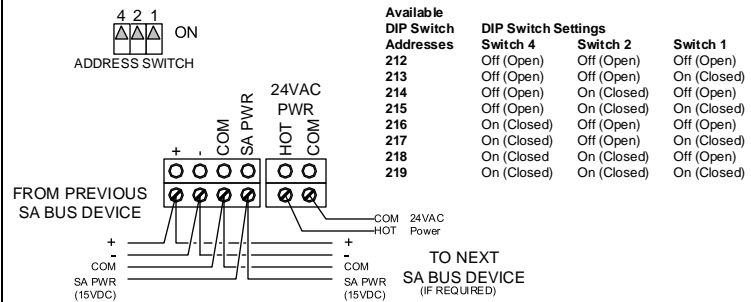 4 2 1
ON
ADDRESS SWITCH
Available
DIP Switch DIP Switch Settings
Addresses Switch 4 Switch 2 Switch 1
212 Off (Open) Off (Open) Off (Open)
213 Off (Open) Off (Open) On (Closed)
214 Off (Open) On (Closed) Off (Open)
215 Off (Open) On (Closed) On (Closed)
216 On (Closed) Off (Open) Off (Open)
217 On (Closed) Off (Open) On (Closed)
218 On (Closed On (Closed) Off (Open)
219 On (Closed) On (Closed) On (Closed)
24VAC
PWR
+
-
COM
SA PWR
HOT
COM
FROM PREVIOUS
SA BUS DEVICE
COM 24VAC
HOT Power
+
-
COM
SA PWR
(15VDC)
+
-
COM
SA PWR
(15VDC)
TO NEXT
SA BUS DEVICE
(IF REQUIRED)